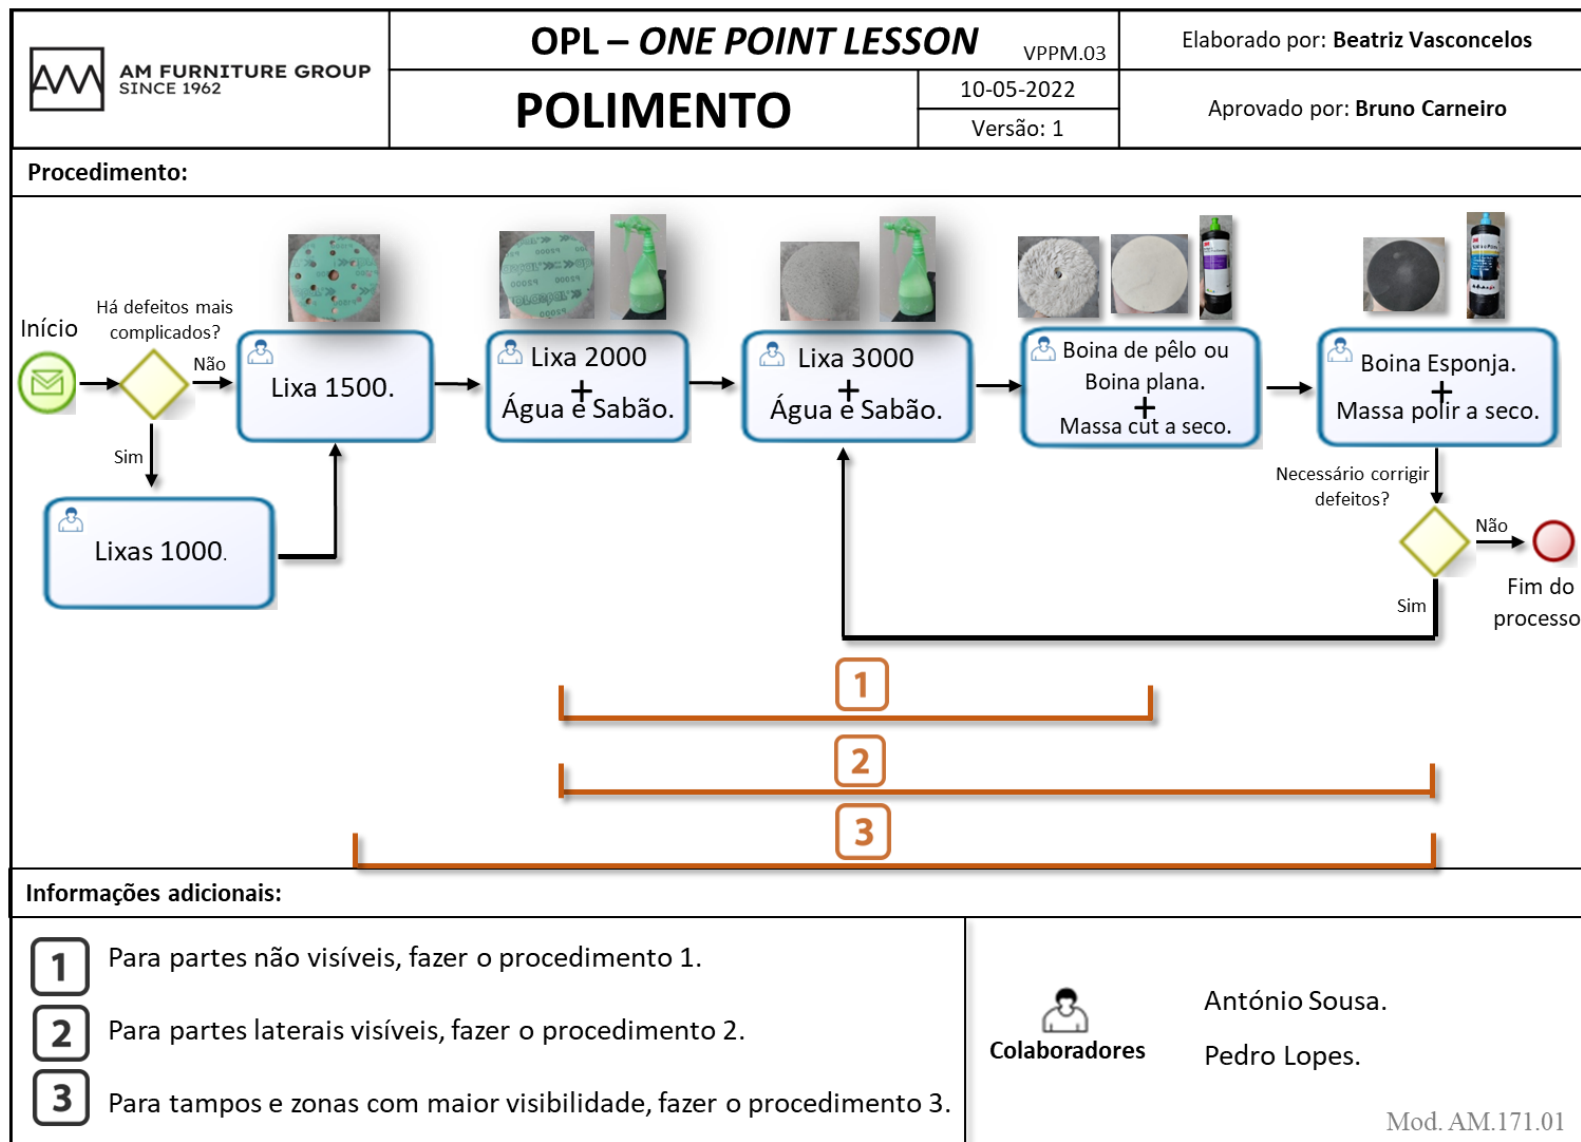 AM FURNITURE GROUP
SINCE 1962
OPL – ONE POINT LESSON
VPPM.03
POLIMENTO
10-05-2022
Versão: 1
Elaborado por: Beatriz Vasconcelos
Aprovado por: Bruno Carneiro
Procedimento:
Início
Há defeitos mais
complicados?
Não
Sim
Lixas 1000.
Lixa 1500.
P2000
Lixa 2000
+
Água e Sabão.
Lixa 3000
+
Água e Sabão.
Boina de pêlo ou
Boina plana.
+
Massa cut a seco.
Boina Esponja.
+
Massa polir a seco.
Necessário corrigir
defeitos?
Não
Sim
Fim do
processo
1
2
3
Informações adicionais:
1 Para partes não visíveis, fazer o procedimento 1.
2 Para partes laterais visíveis, fazer o procedimento 2.
3 Para tampos e zonas com maior visibilidade, fazer o procedimento 3.
Colaboradores
António Sousa.
Pedro Lopes.
Mod. AM.171.01